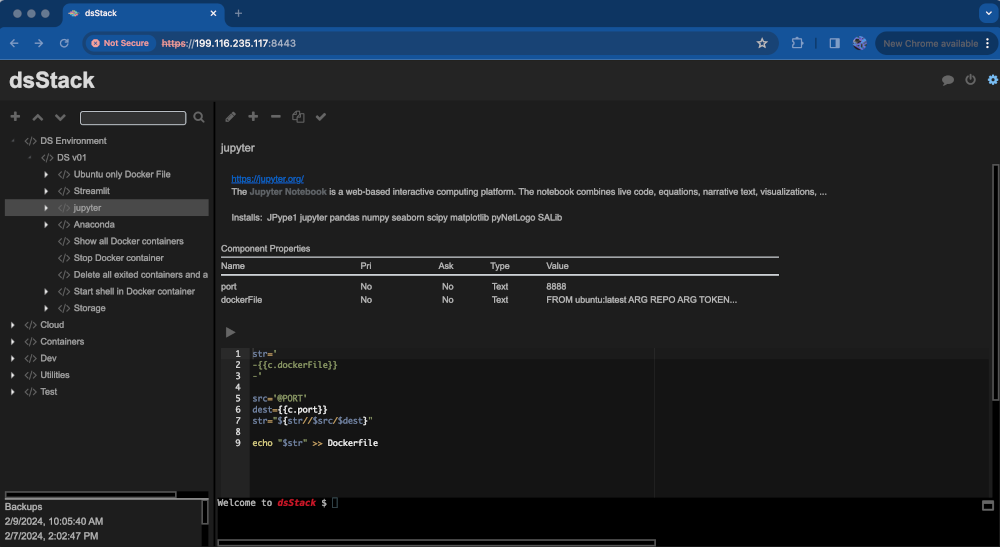 dsStack
Not Secure
https://199.116.235.117:8443
New Chrome available
dsStack
DS Environment
DS v01
Ubuntu only Docker File
Streamlit
jupyter
Anaconda
Show all Docker containers
Stop Docker container
Delete all exited containers and a
Start shell in Docker container
Storage
Cloud
Containers
Dev
Utilities
Test
Backups
2/9/2024, 10:05:40 AM
2/7/2024, 2:02:47 PM
jupyter
https://jupyter.org/
The Jupyter Notebook is a web-based interactive computing platform. The notebook combines live code, equations, narrative text, visualizations, ...
Installs: JPype1 jupyter pandas numpy seaborn scipy matplotlib pyNetLogo SALib
Component Properties
Name Pri Ask Type Value
port No No Text 8888
dockerFile No No Text FROM ubuntu:latest ARG REPO ARG TOKEN...
1 str='
2 -{{c.dockerFile}}
3 -'
4
5 src='@PORT'
6 dest={{c.port}}
7 str="${str//$src/$dest}"
8
9 echo "$str" >> Dockerfile
Welcome to dsStack $